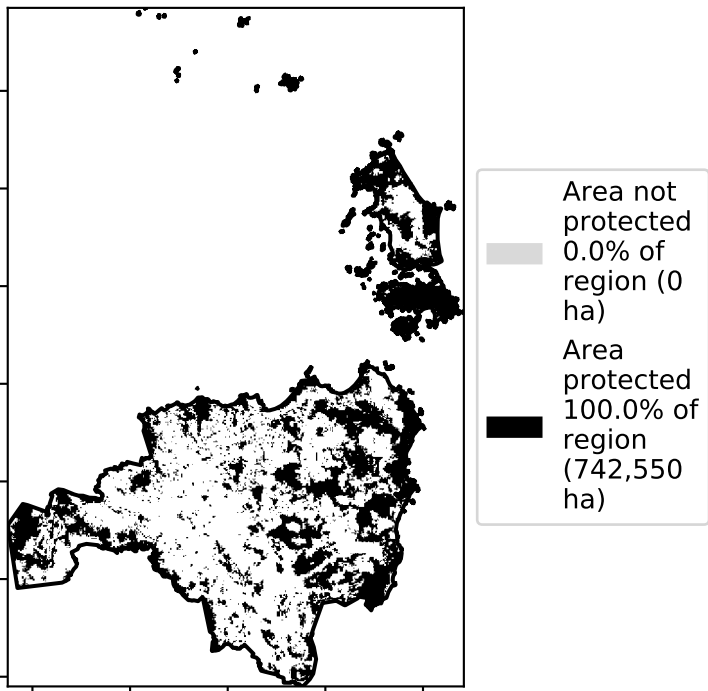 Area not
protected
0.0% of
region (0
ha)
Area
protected
100.0% of
region
(742,550
ha)